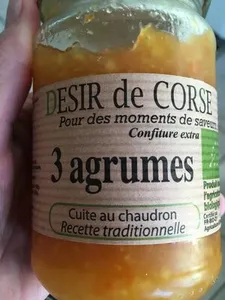 DESIR de CORSE
Pour des moments de saveurs
Confiture extra
3 agrumes
Cuite au chaudron
Recette traditionnelle